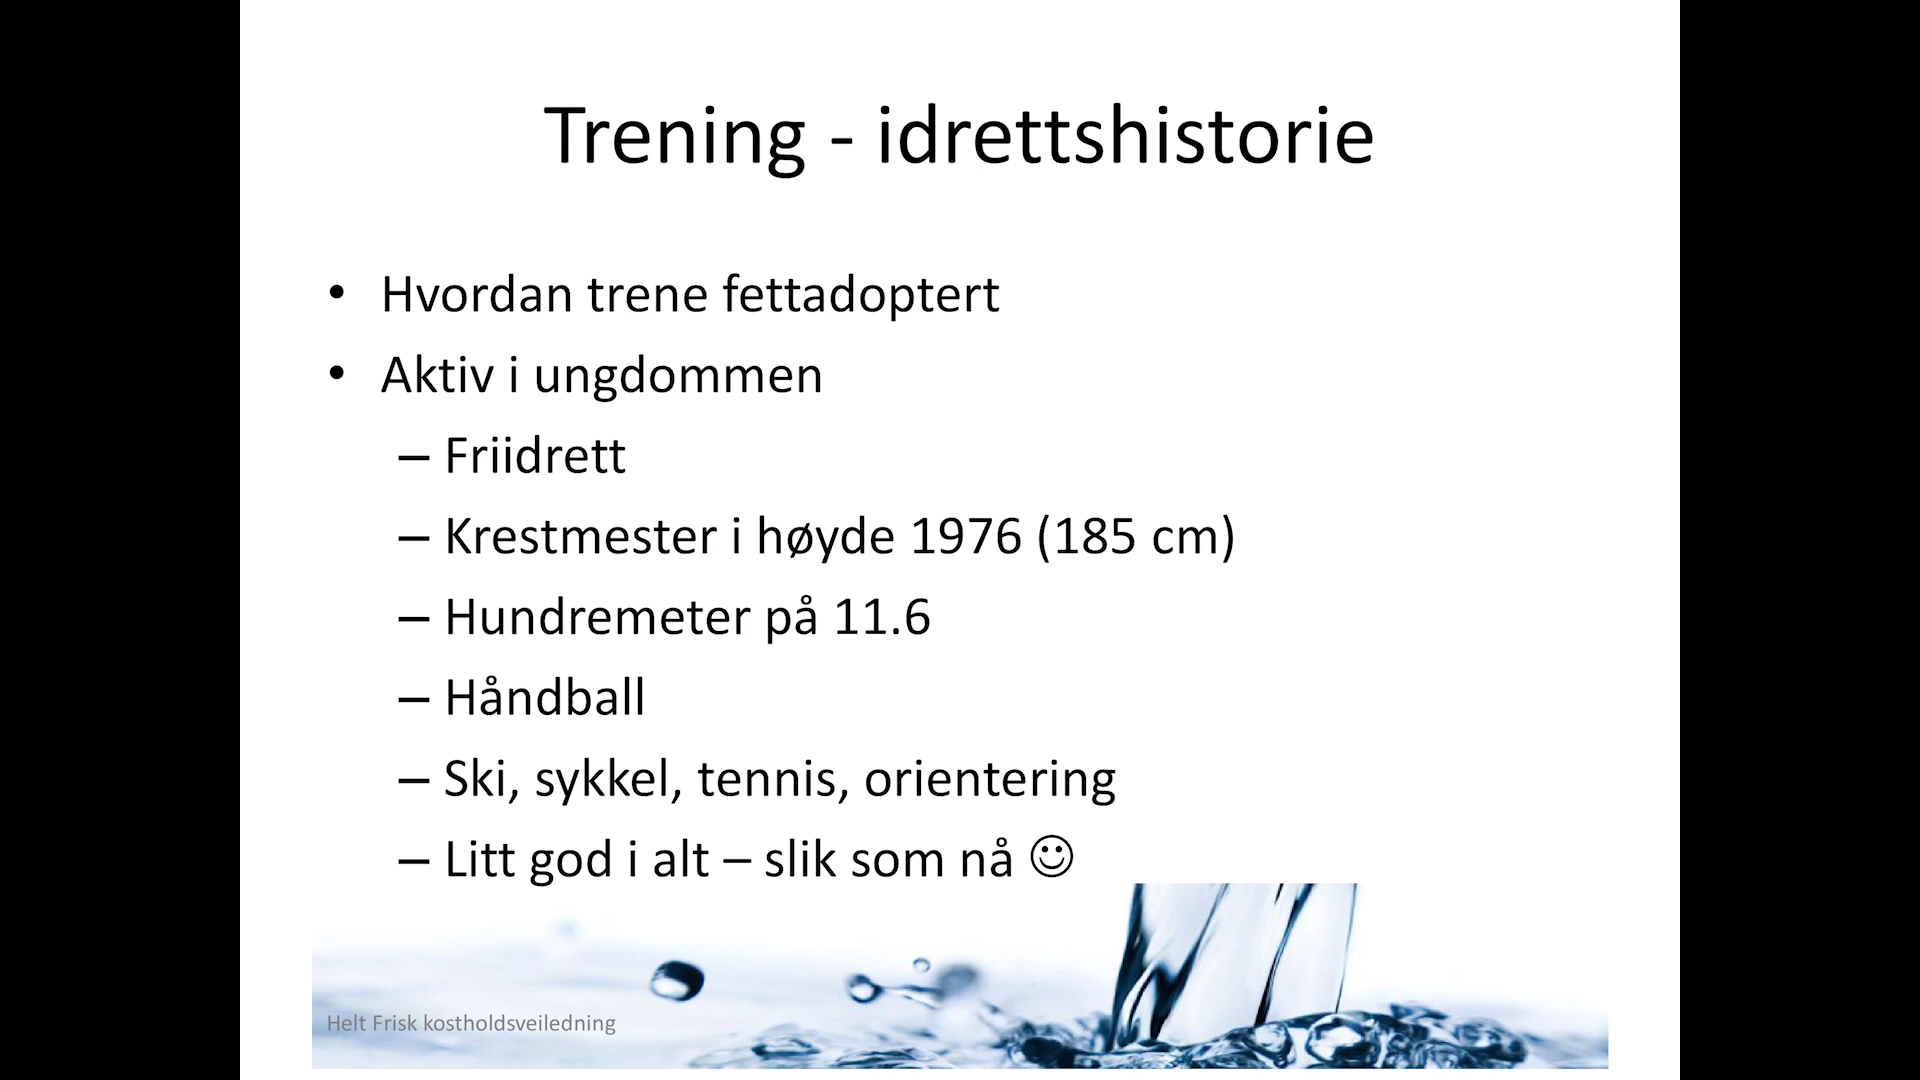 Trening - idrettshistorie
• Hvordan trene fettadoptert
• Aktiv i ungdommen
– Friidrett
– Krestmester i høyde 1976 (185 cm)
– Hundremeter på 11.6
– Håndball
– Ski, sykkel, tennis, orientering
– Litt god i alt – slik som nå ☺
Helt Frisk kostholdsveiledning